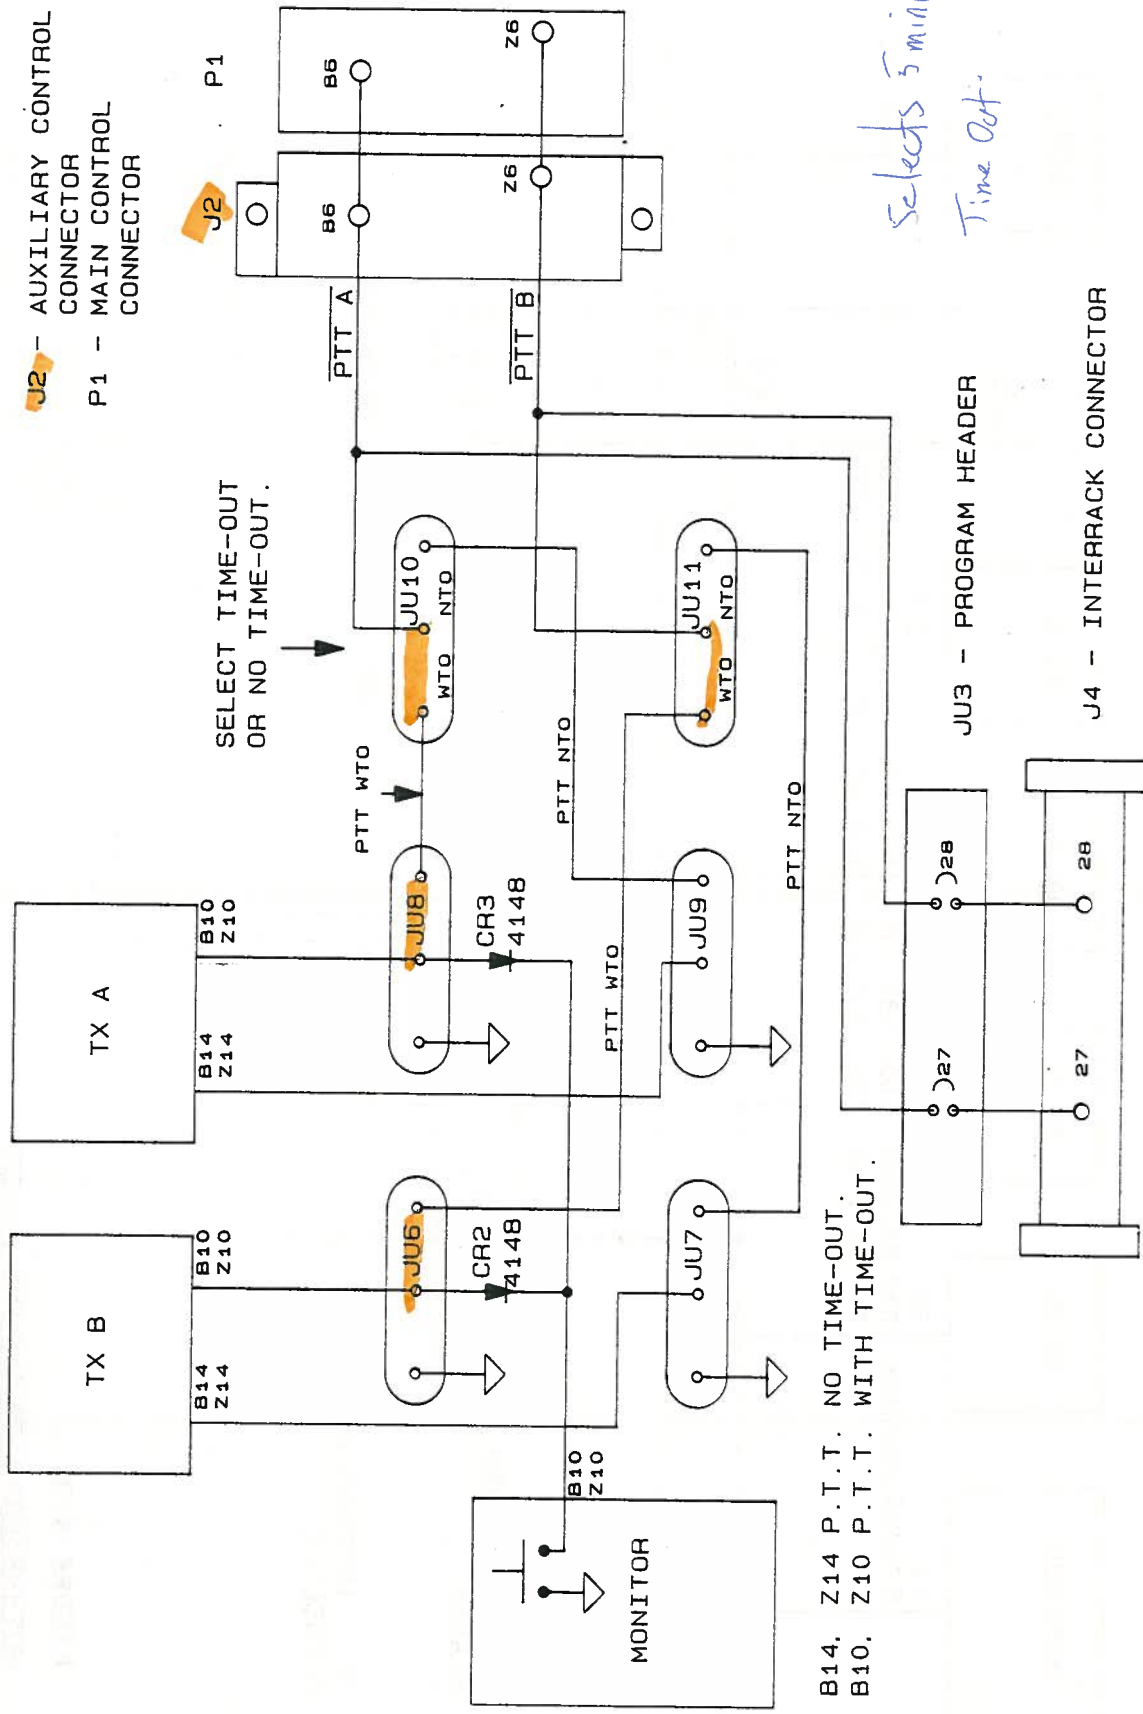 J2 - AUXILIARY CONTROL
CONNECTOR
P1 - MAIN CONTROL
CONNECTOR
J2
P1
B6
B6
Z6
Z6
PTT A
PTT B
SELECT TIME-OUT
OR NO TIME-OUT.
TX A
B14
Z14
B10
Z10
TX B
B14
Z14
B10
Z10
PTT WTO
JU8
CR3
4148
JU10
WTO
NTO
PTT NTO
JU6
CR2
4148
PTT WTO
JU9
JU11
WTO
NTO
JU7
PTT NTO
MONITOR
B10
Z10
Selects 5
Time Out.
JU3 - PROGRAM HEADER
27
28
J4 - INTERRACK CONNECTOR
27
28
B14, Z14 P.T.T. NO TIME-OUT.
B10, Z10 P.T.T. WITH TIME-OUT.